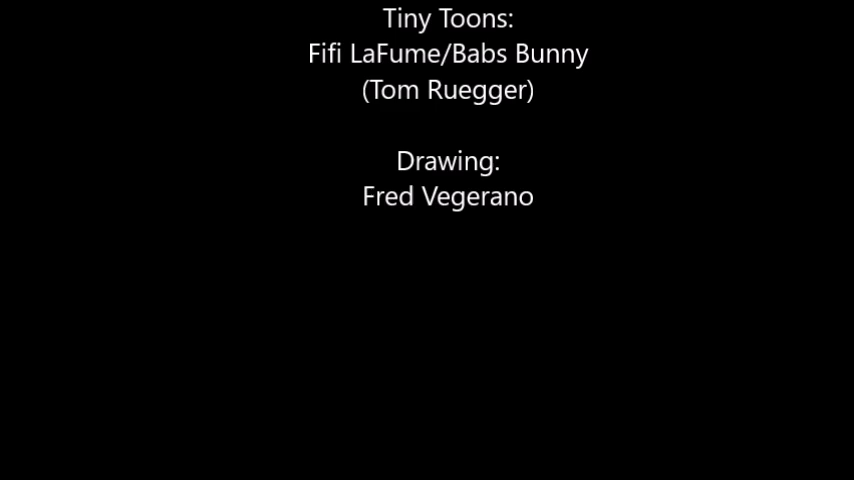 Tiny Toons:
Fifi LaFume/Babs Bunny
(Tom Ruegger)
Drawing:
Fred Vegerano